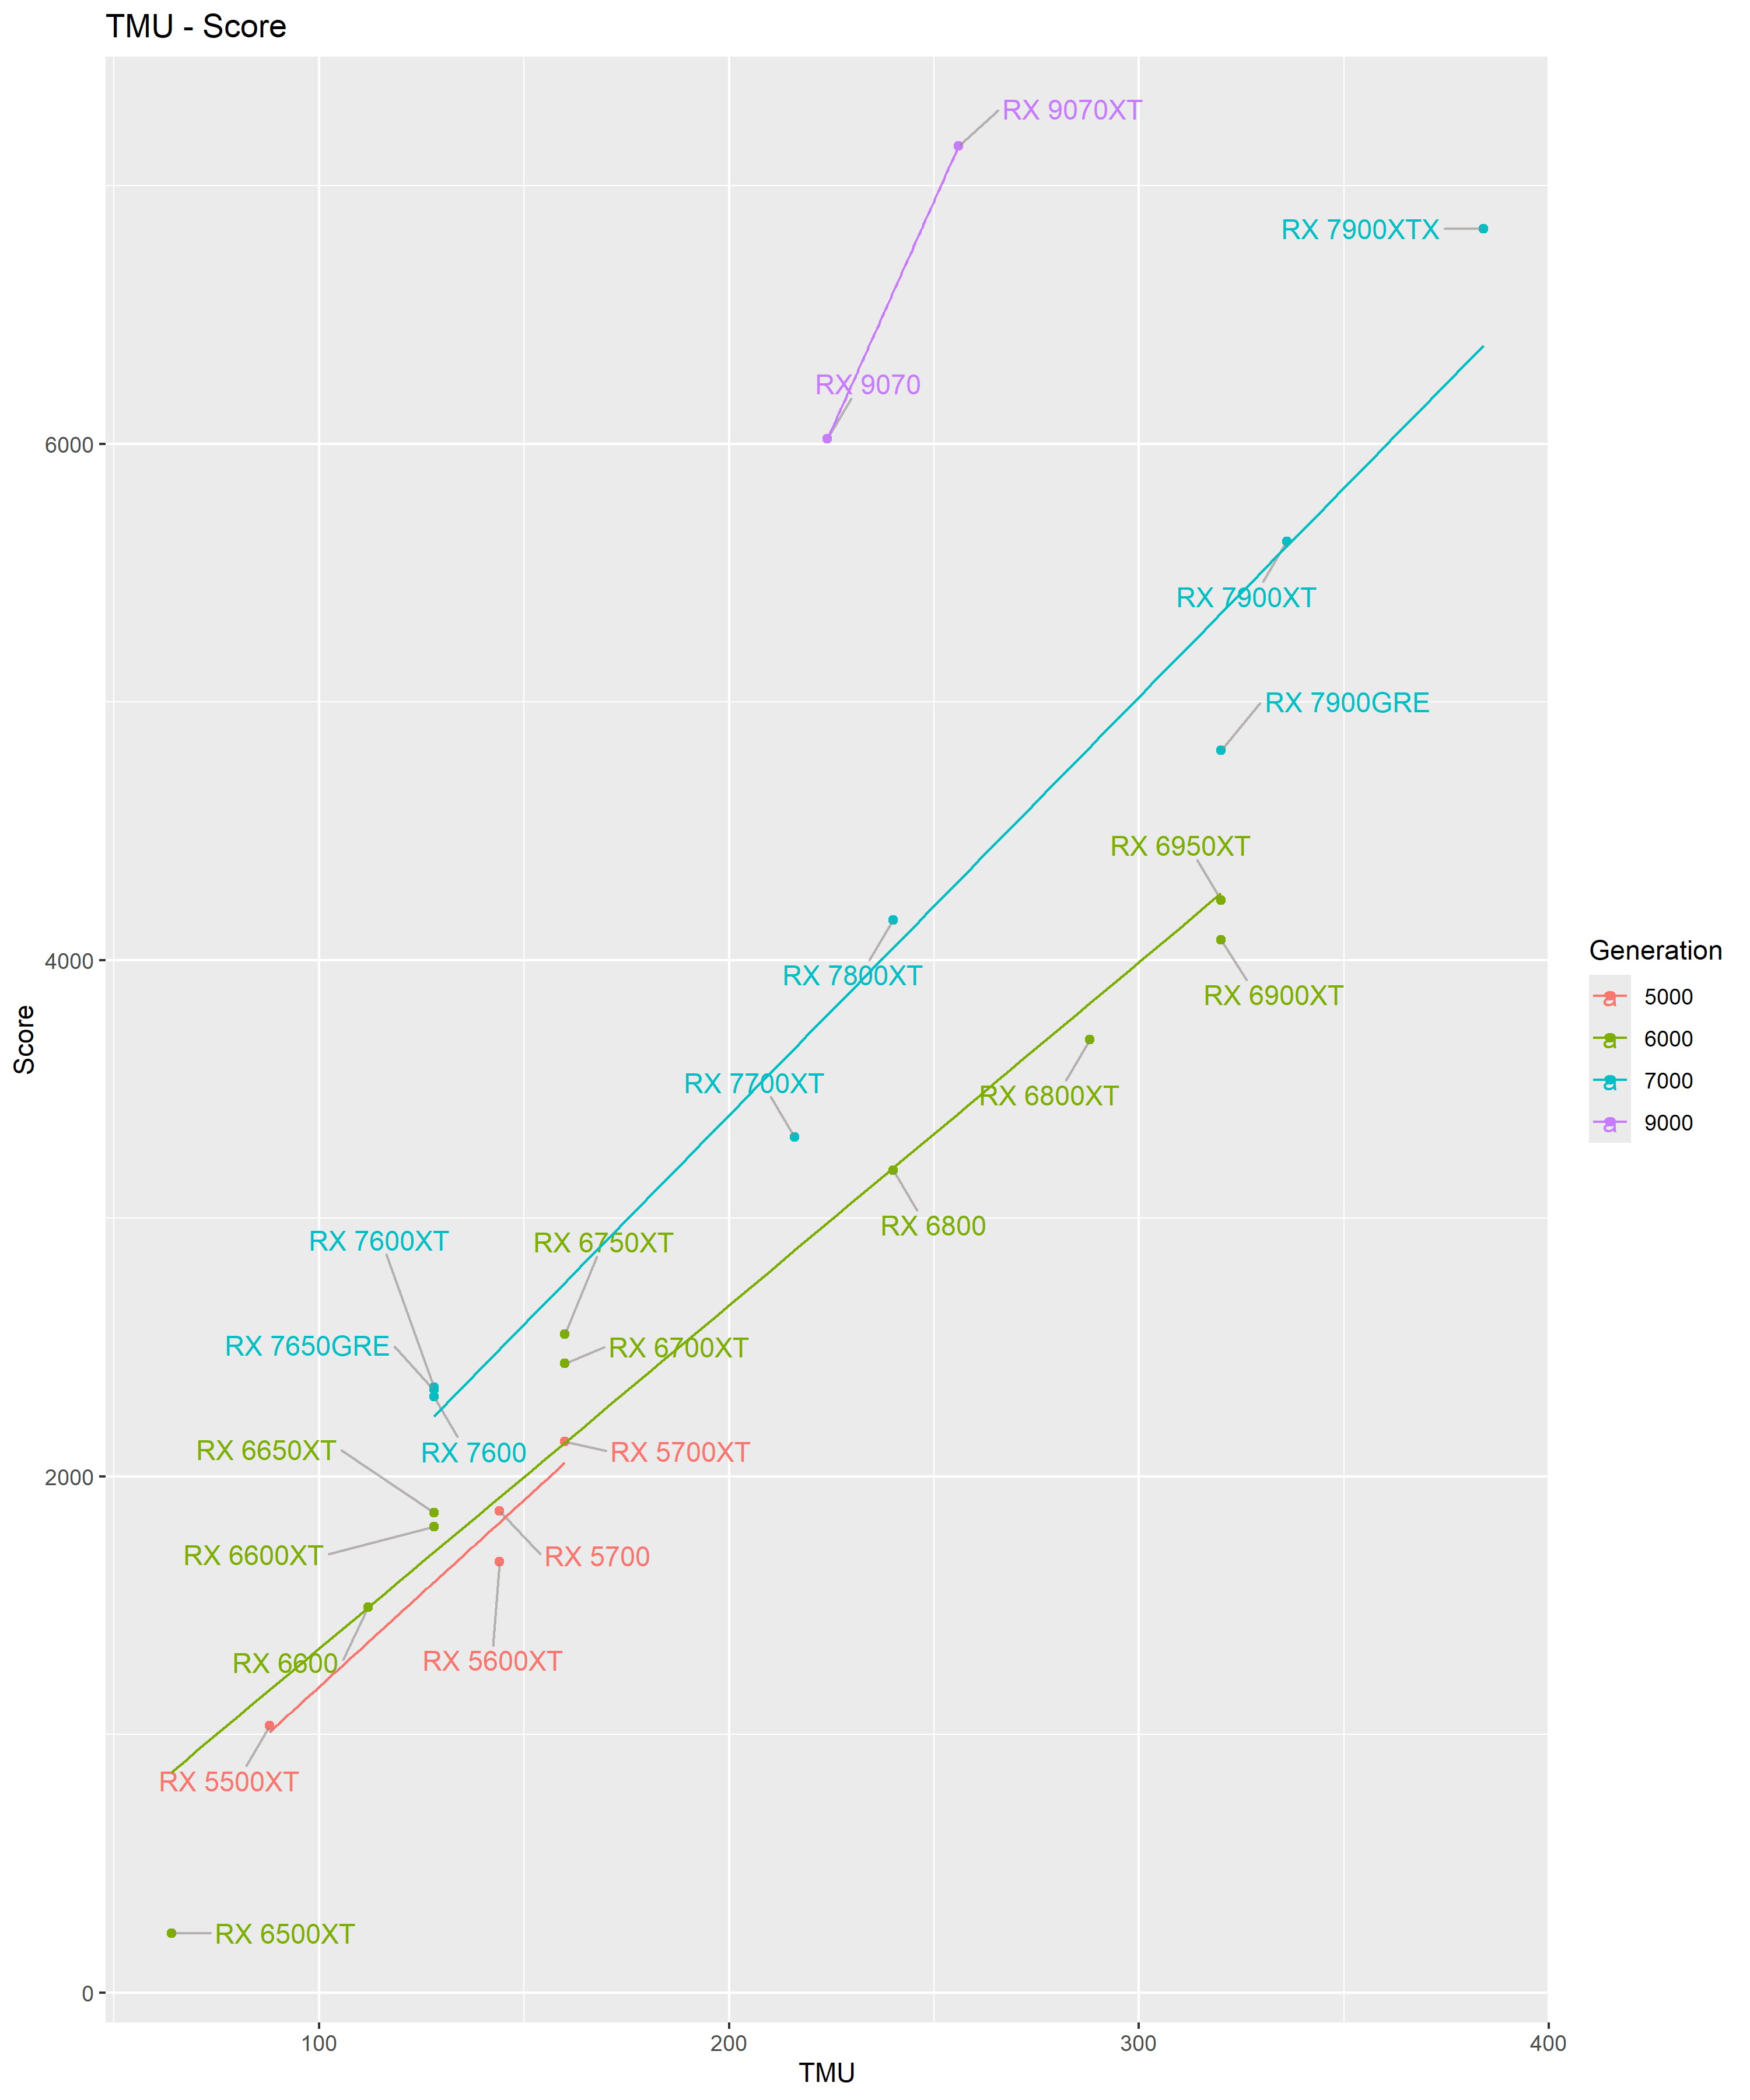 TMU - Score
RX 9070XT
RX 7900XTX
RX 9070
6000
RX 7900XT
RX 7900GRE
RX 6950XT
4000
RX 7800XT
RX 6900XT
Score
Generation
5000
6000
7000
9000
a
a
a
a
RX 7700XT
RX 6800XT
RX 6800
RX 7600XT
RX 6750XT
RX 7650GRE
RX 6700XT
RX 6650XT
RX 7600
RX 5700XT
2000
RX 6600XT
RX 5700
RX 6600
RX 5600XT
RX 5500XT
RX 6500XT
0
100
200
300
400
TMU